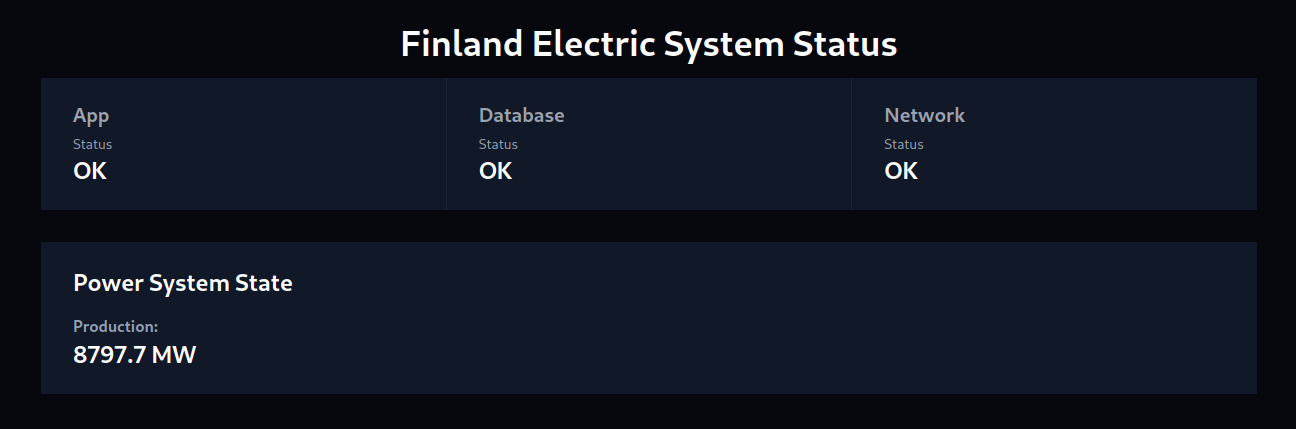 Finland Electric System Status
App
Status
OK
Database
Status
OK
Network
Status
OK
Power System State
Production:
8797.7 MW